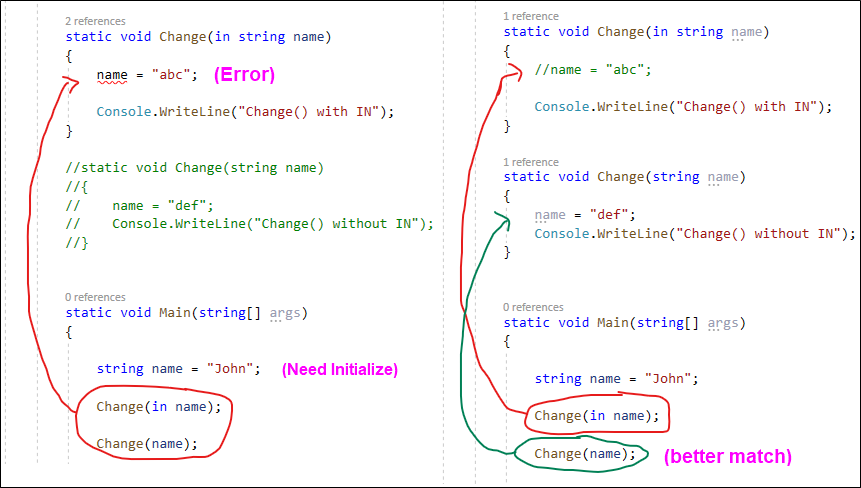 2 references
static void Change(in string name)
{
name = "abc"; (Error)
Console.WriteLine("Change() with IN");
}
//static void Change(string name)
//{
//    name = "def";
//    Console.WriteLine("Change() without IN");
//}
0 references
static void Main(string[] args)
{
string name = "John"; (Need Initialize)
Change(in name);
Change(name);
1 reference
static void Change(in string name)
{
//name = "abc";
Console.WriteLine("Change() with IN");
}
1 reference
static void Change(string name)
{
name = "def";
Console.WriteLine("Change() without IN");
}
0 references
static void Main(string[] args)
{
string name = "John";
Change(in name);
Change(name); (better match)